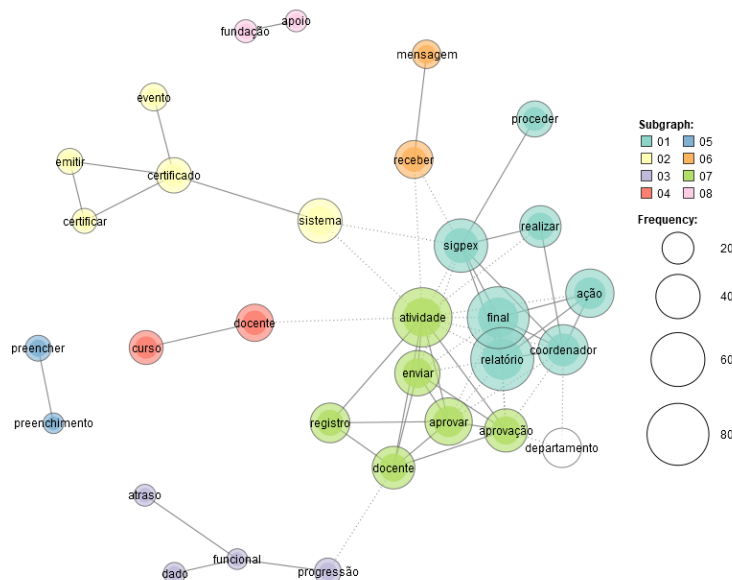 apoio
fundação
mensagem
evento
proceder
Subgraph:
01 05
02 06
03 07
04 08
emitir
receber
certificado
certificar
sistema
realizar
sigpex
Frequency:
20
ação
40
atividade
final
docente
curso
coordenador
preencher
relatório
60
enviar
preenchimento
registro
aprovar
aprovação
80
departamento
docente
atraso
funcional
dado
progressão